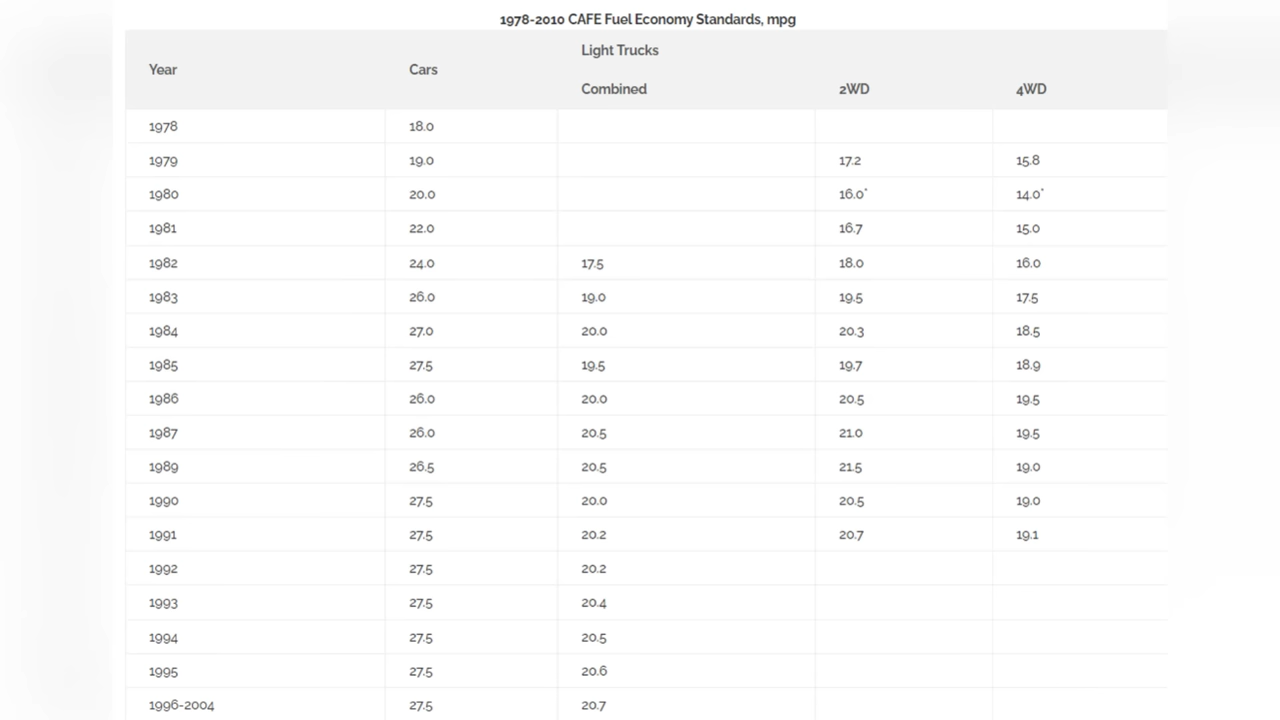 1978-2010 CAFE Fuel Economy Standards, mpg
Light Trucks
Year Cars
Combined 2WD 4WD
1978 18.0
1979 19.0 17.2 15.8
1980 20.0 16.0* 14.0*
1981 22.0 16.7 15.0
1982 24.0 17.5 18.0 16.0
1983 26.0 19.0 19.5 17.5
1984 27.0 20.0 20.3 18.5
1985 27.5 19.5 19.7 18.9
1986 26.0 20.0 20.5 19.5
1987 26.0 20.5 21.0 19.5
1989 26.5 20.5 21.5 19.0
1990 27.5 20.0 20.5 19.0
1991 27.5 20.2 20.7 19.1
1992 27.5 20.2
1993 27.5 20.4
1994 27.5 20.5
1995 27.5 20.6
1996-2004 27.5 20.7